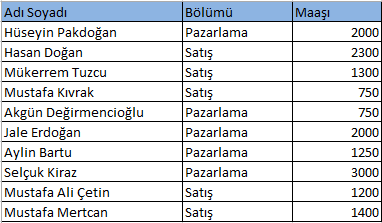 Adı Soyadı Bölümü Maaşı
Hüseyin Pakdoğan Pazarlama 2000
Hasan Doğan Satış 2300
Mükerrem Tuzcu Satış 1300
Mustafa Kıvrak Satış 750
Akgün Değirmencioğlu Pazarlama 750
Jale Erdoğan Pazarlama 2000
Aylin Bartu Pazarlama 1250
Selçuk Kiraz Pazarlama 3000
Mustafa Ali Çetin Satış 1200
Mustafa Mertcan Satış 1400